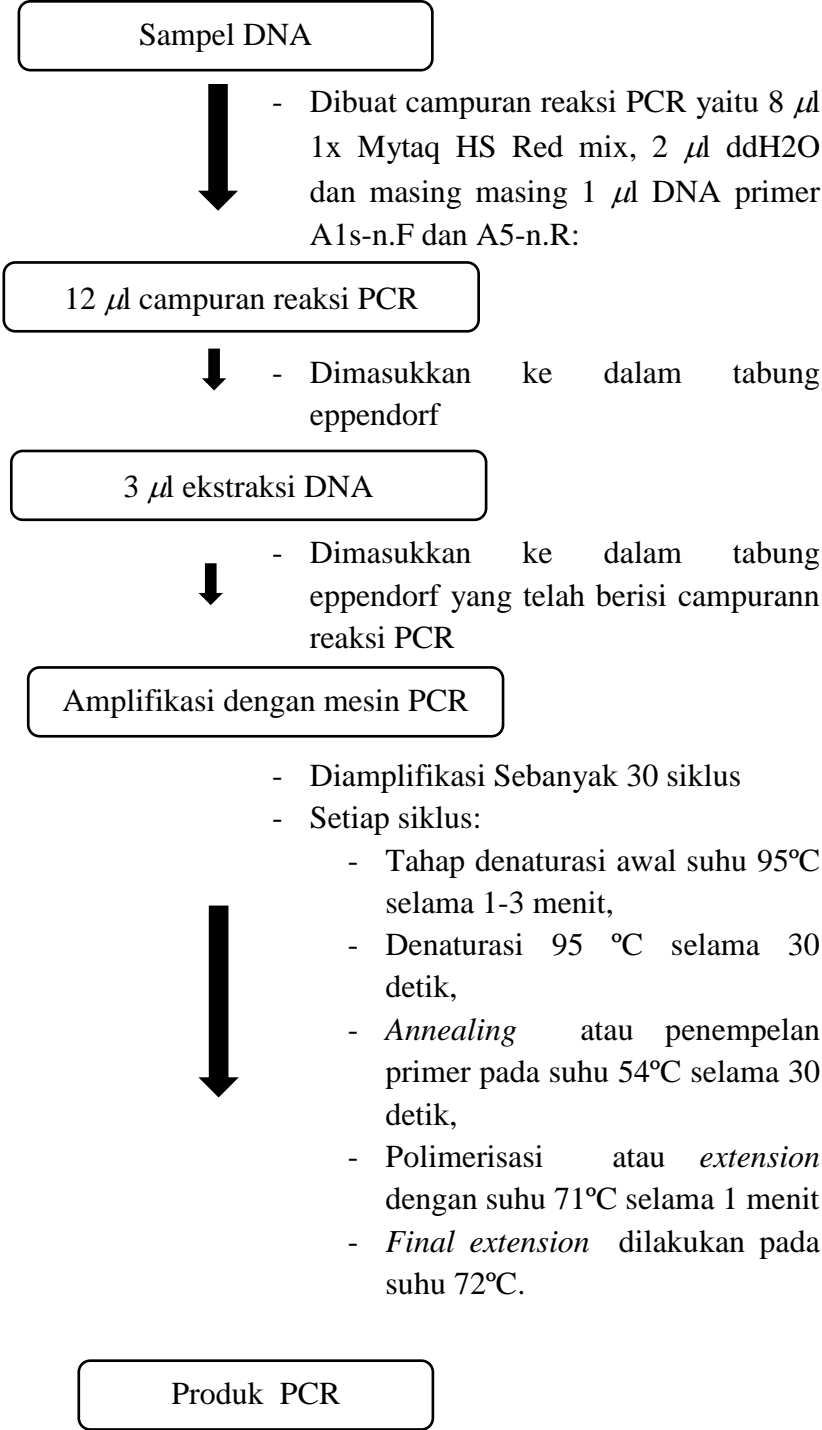 Sampel DNA
- Dibuat campuran reaksi PCR yaitu 8 µl
1x Mytaq HS Red mix, 2 µl ddH2O
dan masing masing 1 µl DNA primer
A1s-n.F dan A5-n.R:
12 µl campuran reaksi PCR
- Dimasukkan ke dalam tabung
eppendorf
3 µl ekstraksi DNA
- Dimasukkan ke dalam tabung
eppendorf yang telah berisi campurann
reaksi PCR
Amplifikasi dengan mesin PCR
- Diamplifikasi Sebanyak 30 siklus
- Setiap siklus:
- Tahap denaturasi awal suhu 95ºC
selama 1-3 menit,
- Denaturasi 95 ºC selama 30
detik,
- Annealing atau penempelan
primer pada suhu 54ºC selama 30
detik,
- Polimerisasi atau extension
dengan suhu 71ºC selama 1 menit
- Final extension dilakukan pada
suhu 72ºC.
Produk PCR